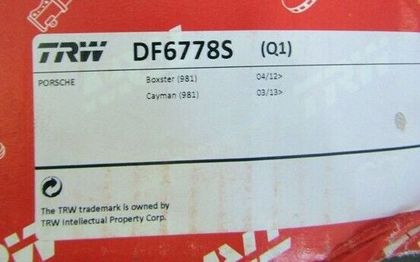 TRW DF6778S (Q1)
PORSCHE Boxster (981) 04/12>
Cayman (981) 03/13>
The TRW trademark is owned by
TRW Intellectual Property Corp.